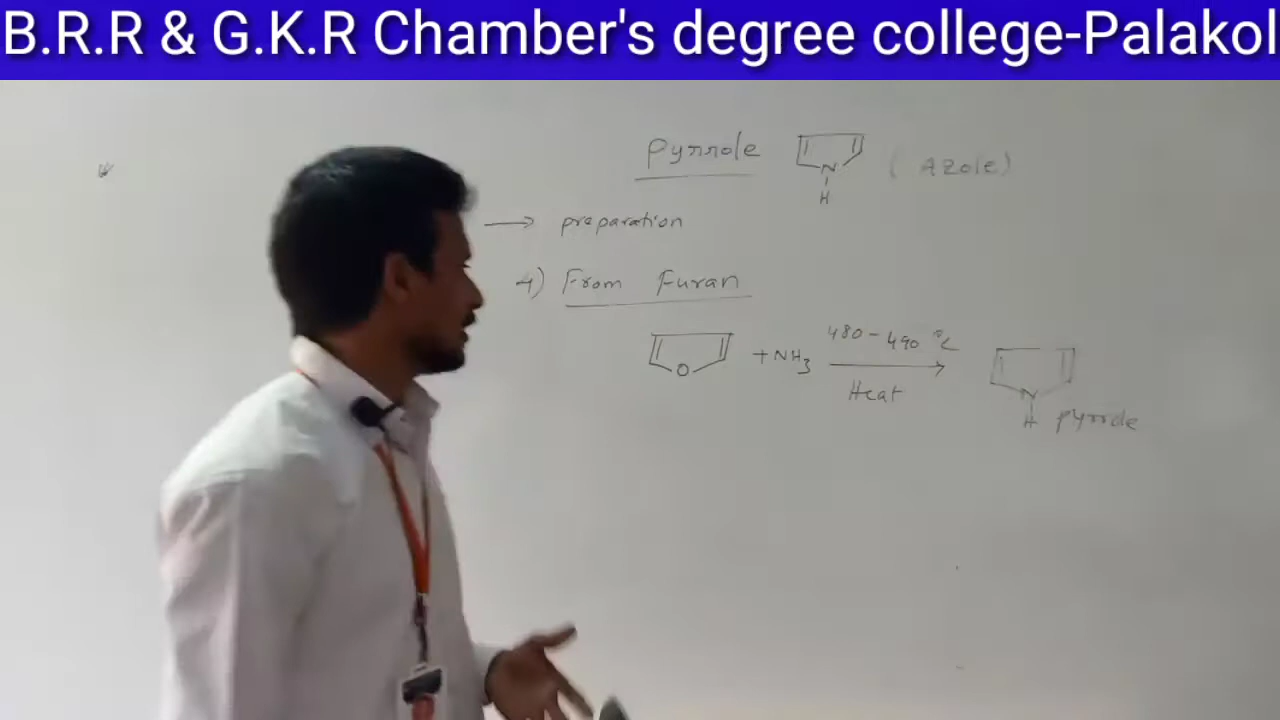 B.R.R & G.K.R Chamber's degree college-Palakol
Pyrrole N H (Azole)
→ preparation
4) From Furan
O + NH3 480-490 °C Heat → N H pyrrole